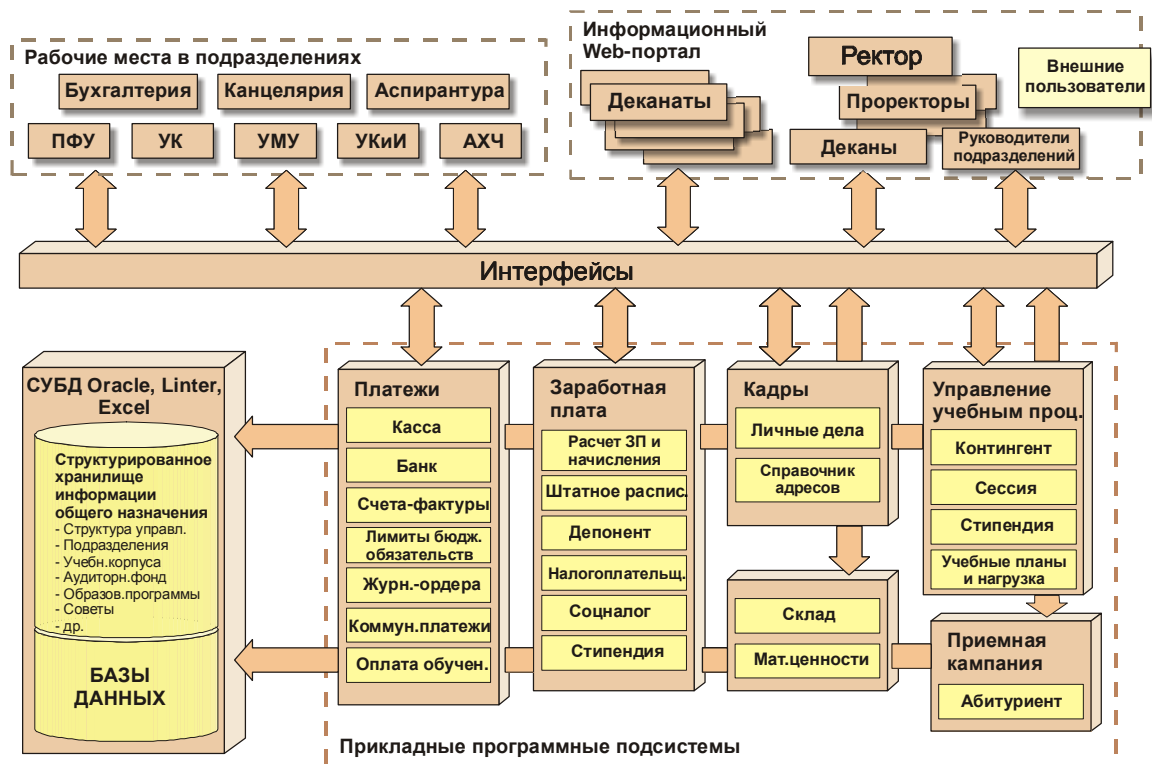 Рабочие места в подразделениях
Бухгалтерия
Канцелярия
Аспирантура
ПФУ
УК
УМУ
УКиИ
АХЧ
Информационный
Web-портал
Деканаты
Ректор
Проректоры
Деканы
Руководители
подразделений
Внешние
пользователи
Интерфейсы
СУБД Oracle, Linter,
Excel
Структурированное
хранилище
информации
общего назначения
- Структура управл.
- Подразделения
- Учебн.корпуса
- Аудиторн.фонд
- Образов.программы
- Советы
- др.
БАЗЫ
ДАННЫХ
Платежи
Касса
Банк
Счета-фактуры
Лимиты бюдж.
обязательств
Журн.-ордера
Коммун.платежи
Оплата обучен.
Заработная
плата
Расчет ЗП и
начисления
Штатное распис.
Депонент
Налогоплательщ.
Соцналог
Стипендия
Кадры
Личные дела
Справочник
адресов
Склад
Мат.ценности
Управление
учебным проц.
Контингент
Сессия
Стипендия
Учебные планы
и нагрузка
Приемная
кампания
Абитуриент
Прикладные программные подсистемы